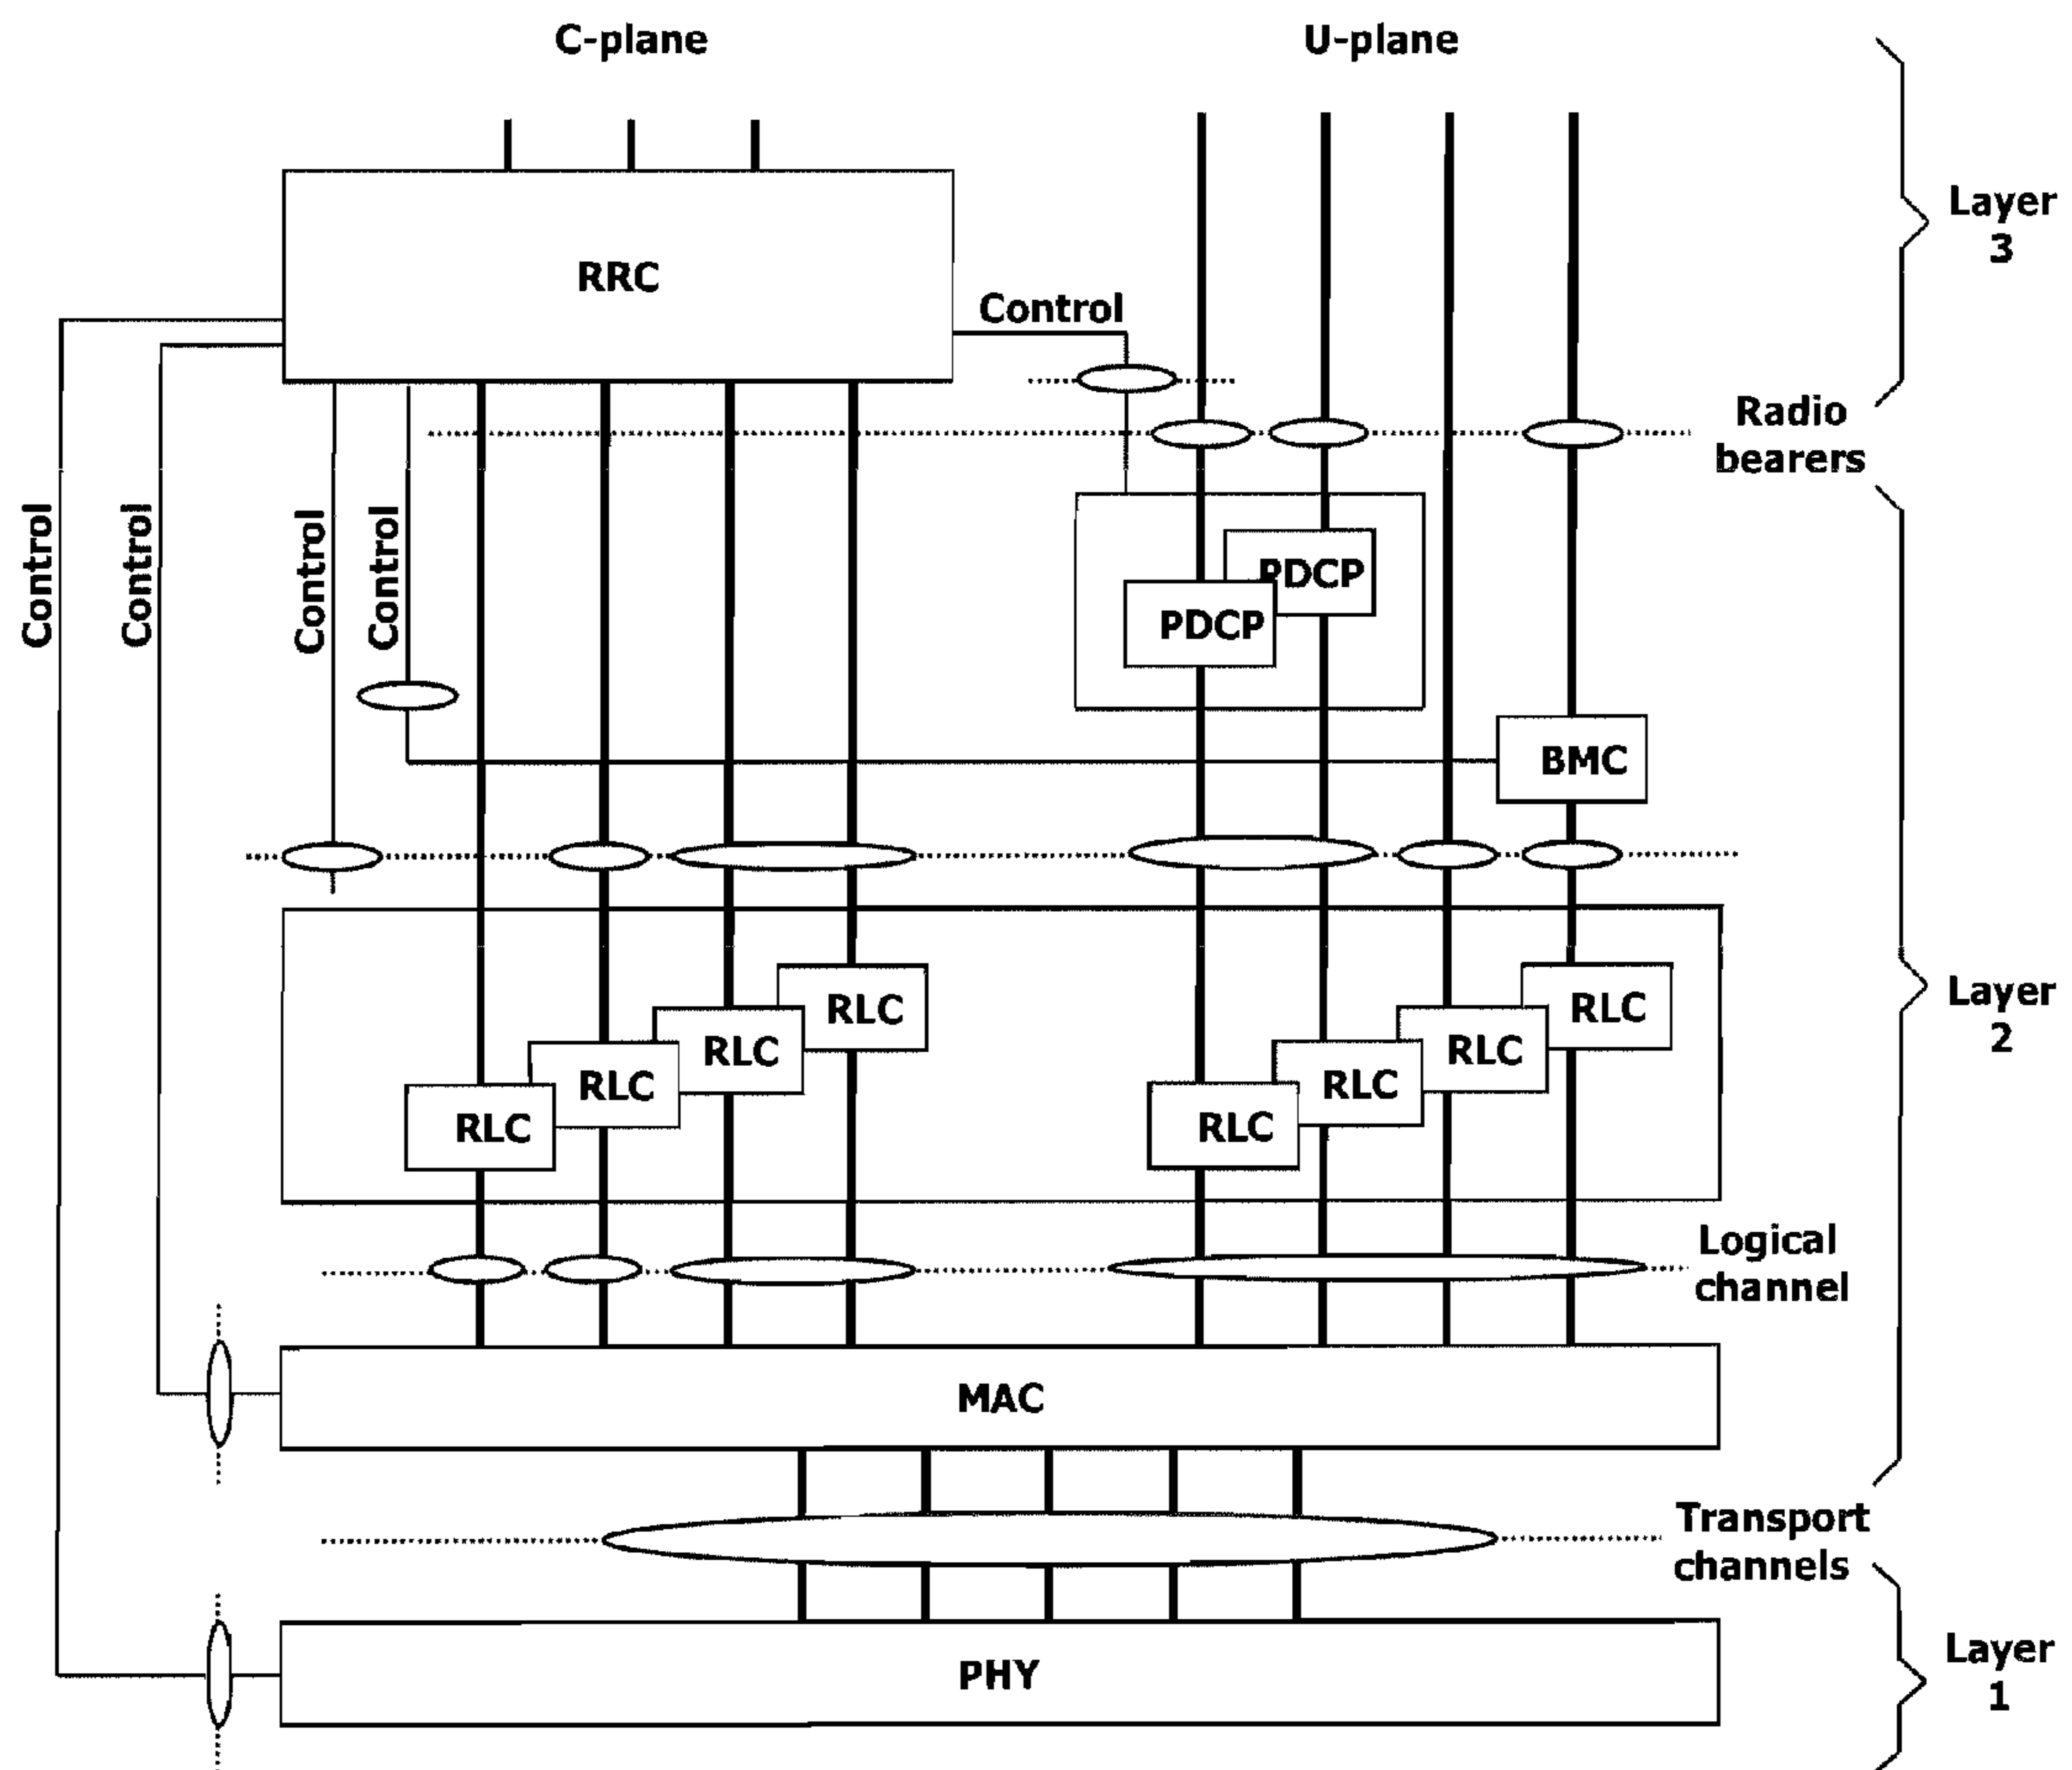 C-plane
U-plane
Layer
3
RRC
Control
Radio
bearers
Control
Control
Control
Control
PDCP
PDCP
BMC
Layer
2
RLC
RLC
RLC
RLC
RLC
RLC
RLC
RLC
Logical
channel
MAC
Transport
channels
PHY
Layer
1